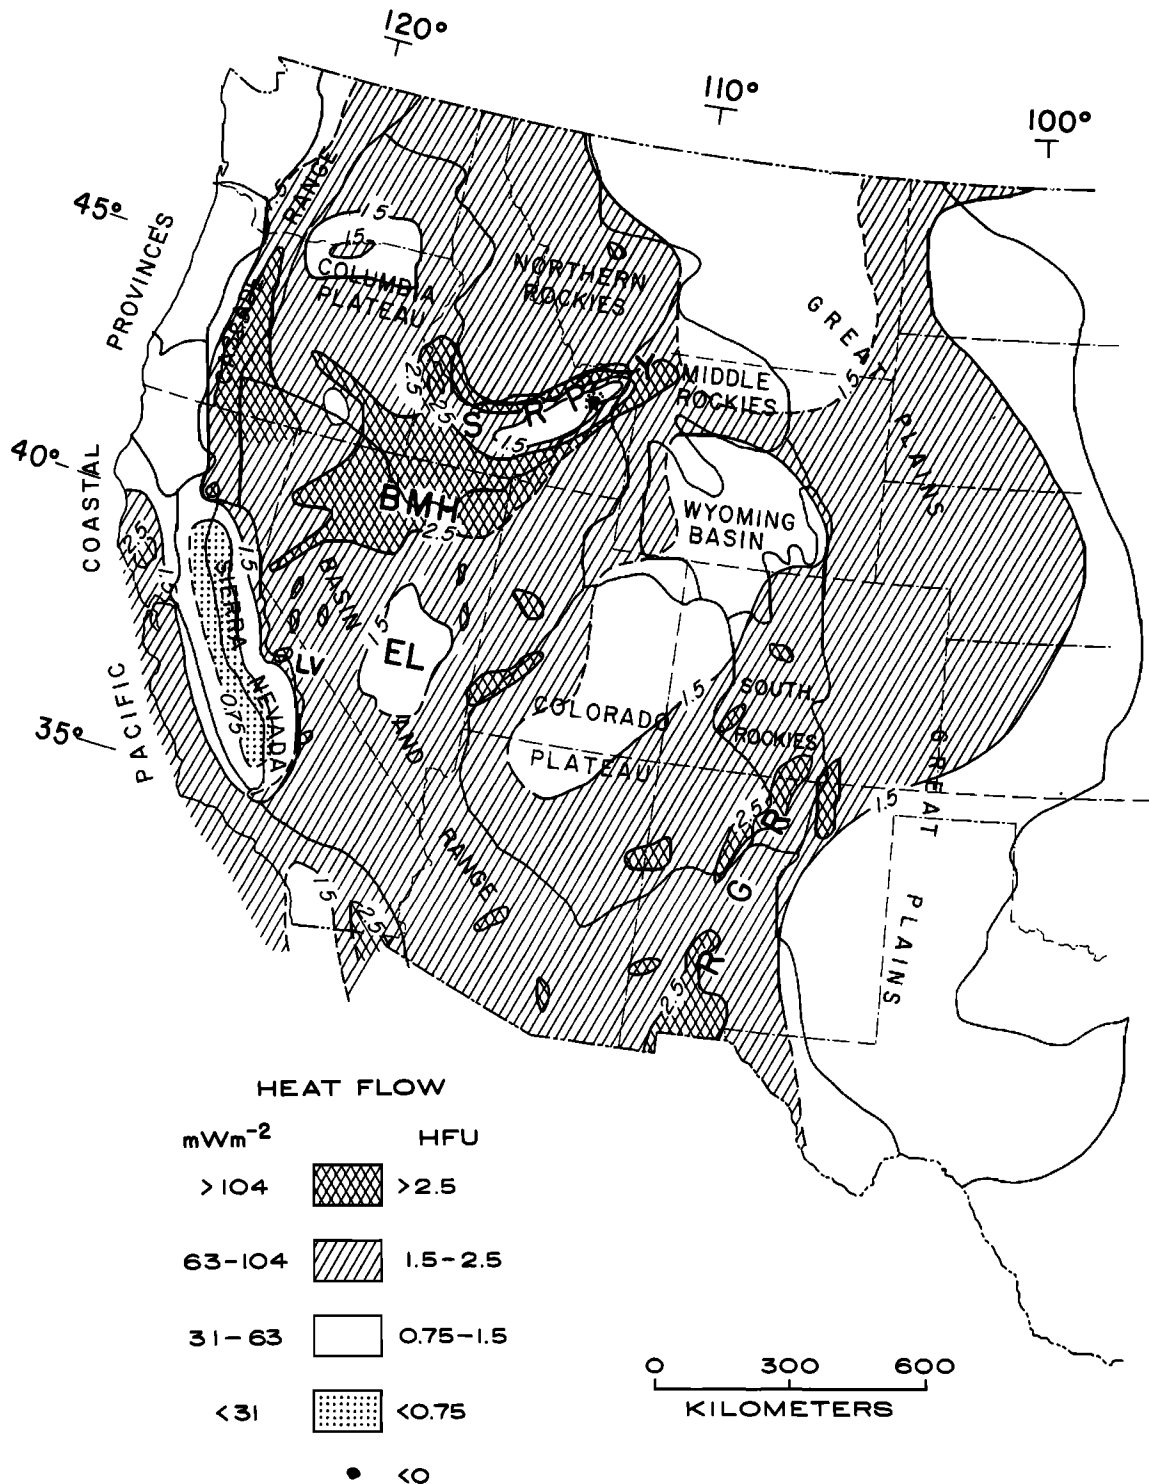 120°
110°
100°
45°
40°
35°
PROVINCES
COASTAL
PACIFIC
CASCADE
RANGE
.5
1.5
1.5
COLUMBIA
PLATEAU
NORTHERN
ROCKIES
GREAT
PLAINS
1.5
MIDDLE
ROCKIES
Y
S R P
2.5
2.5
1.5
BMH
2.5
WYOMING
BASIN
2.5
SIERRA
NEVADA
0.75
1.5
LV
BASIN
AND
RANGE
1.5
EL
COLORADO
PLATEAU
1.5
SOUTH
ROCKIES
R
G
R
2.5
2.5
1.5
GREAT
PLAINS
1.5
2.5
HEAT FLOW
mWm⁻² HFU
>104 >2.5
63-104 1.5-2.5
31-63 0.75-1.5
<31 <0.75
<0
0 300 600
KILOMETERS